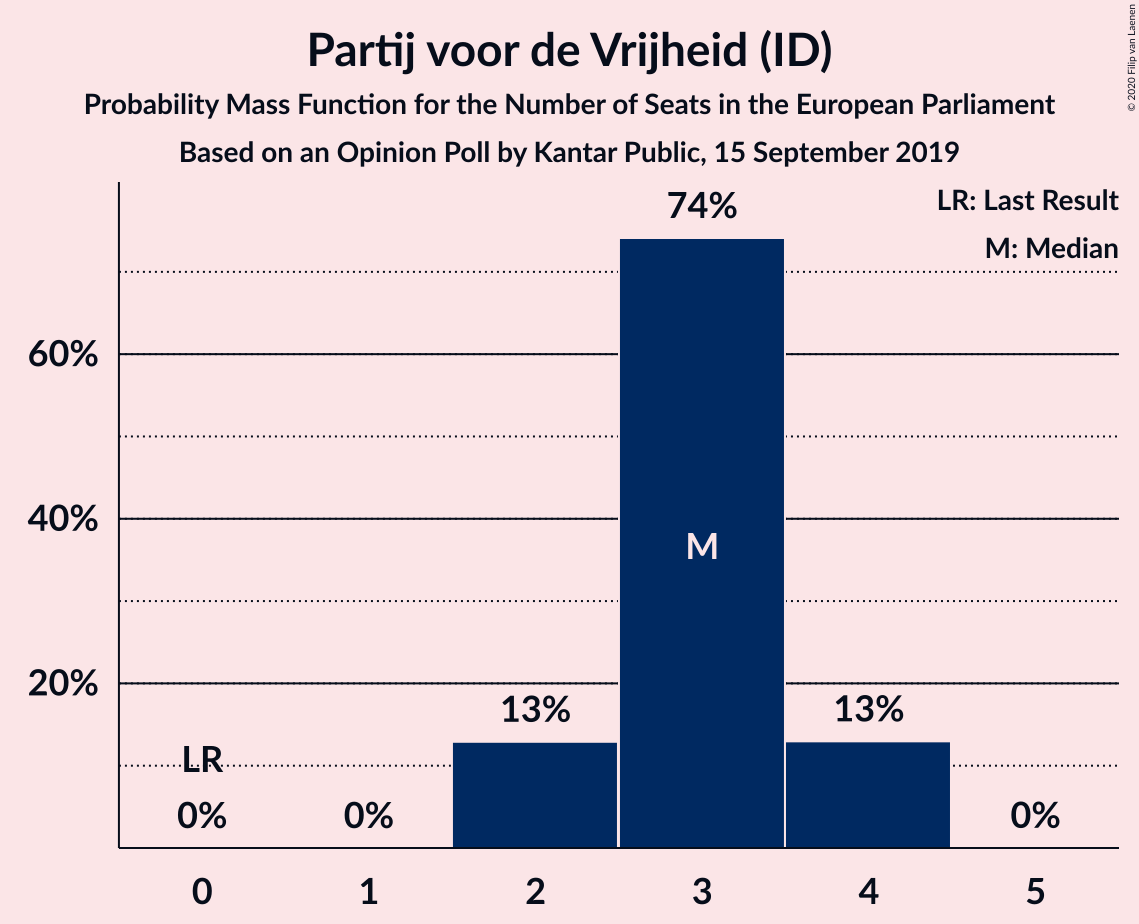 Partij voor de Vrijheid (ID)
Probability Mass Function for the Number of Seats in the European Parliament
Based on an Opinion Poll by Kantar Public, 15 September 2019
© 2020 Filip van Laenen
LR: Last Result
M: Median
74%
60%
40%
M
20%
13%
13%
LR
0%
0%
0%
0
1
2
3
4
5